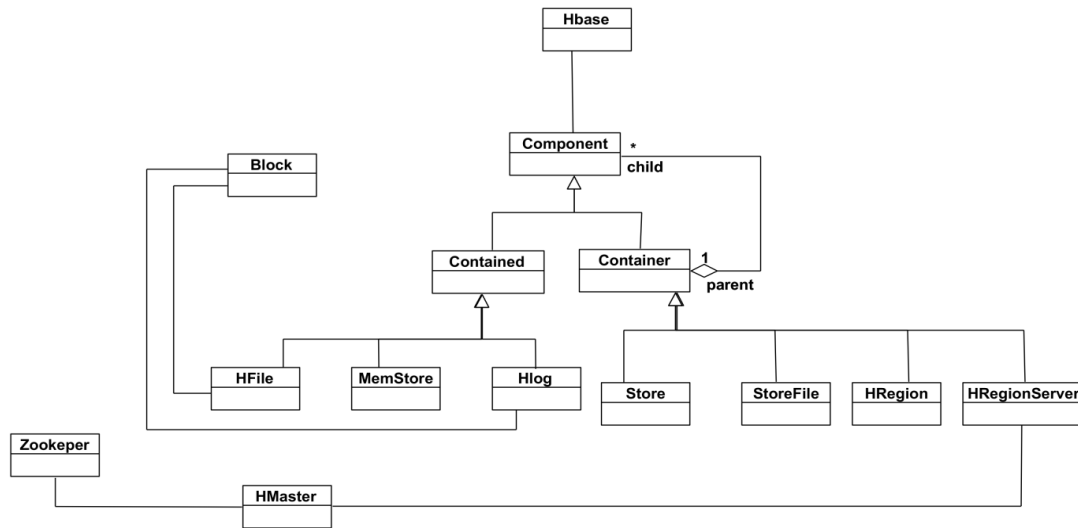 Hbase
Component
*
child
Block
Contained
Container
1
parent
HFile
MemStore
Hlog
Store
StoreFile
HRegion
HRegionServer
Zookeper
HMaster